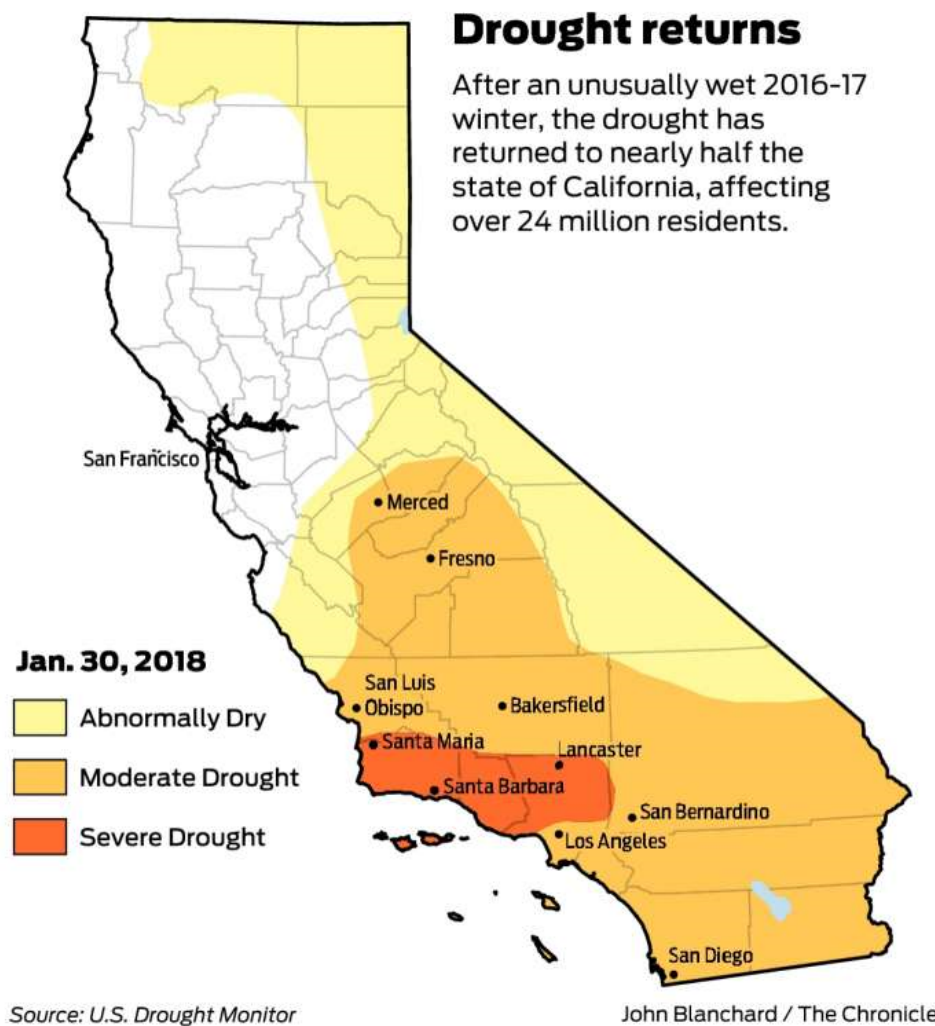 Drought returns
After an unusually wet 2016-17
winter, the drought has
returned to nearly half the
state of California, affecting
over 24 million residents.
San Francisco
Merced
Fresno
Jan. 30, 2018
Abnormally Dry
Moderate Drought
Severe Drought
San Luis
Obispo
Bakersfield
Santa Maria
Lancaster
Santa Barbara
San Bernardino
Los Angeles
San Diego
Source: U.S. Drought Monitor
John Blanchard / The Chronicle